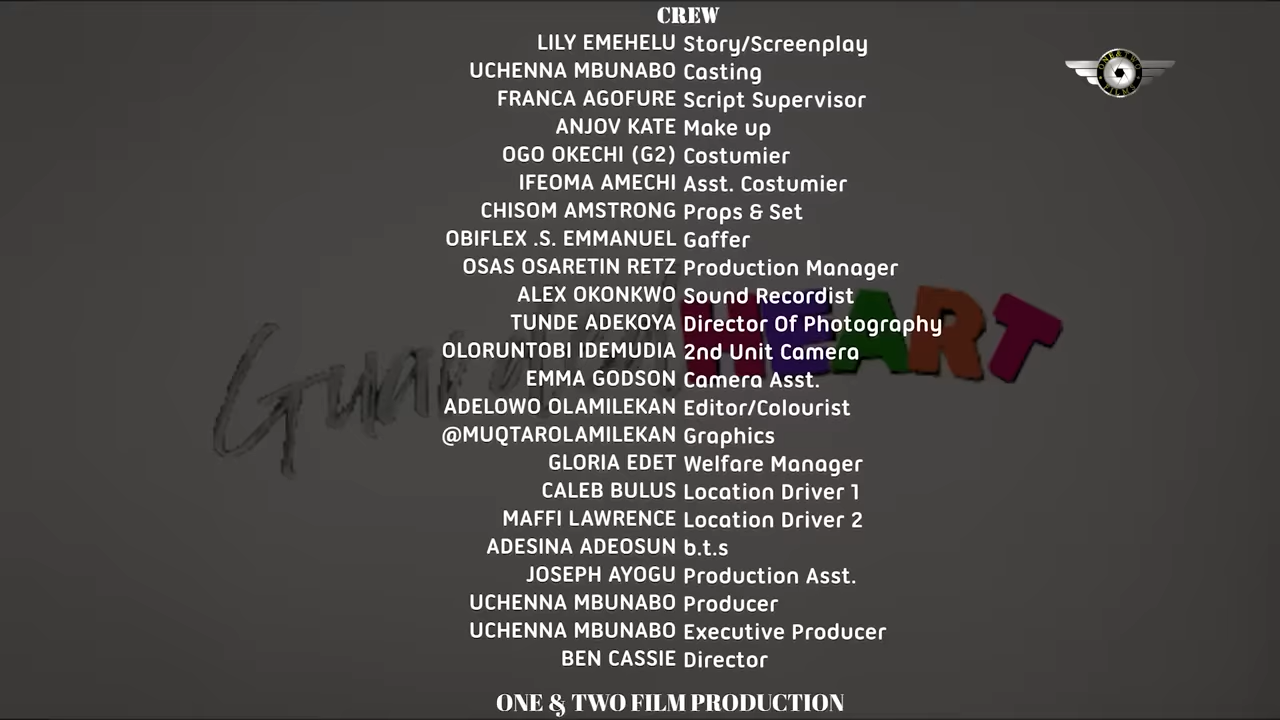 CREW
LILY EMEHELU Story/Screenplay
UCHENNA MBUNABO Casting
FRANCA AGOFURE Script Supervisor
ANJOV KATE Make up
OGO OKECHI (G2) Costumier
IFEOMA AMECHI Asst. Costumier
CHISOM AMSTRONG Props & Set
OBIFLEX .S. EMMANUEL Gaffer
OSAS OSARETIN RETZ Production Manager
ALEX OKONKWO Sound Recordist
TUNDE ADEKOYA Director Of Photography
OLORUNTOBI IDEMUDIA 2nd Unit Camera
EMMA GODSON Camera Asst.
ADELOWO OLAMILEKAN Editor/Colourist
@MUQTAROLAMILEKAN Graphics
GLORIA EDET Welfare Manager
CALEB BULUS Location Driver 1
MAFFI LAWRENCE Location Driver 2
ADESINA ADEOSUN b.t.s
JOSEPH AYOGU Production Asst.
UCHENNA MBUNABO Producer
UCHENNA MBUNABO Executive Producer
BEN CASSIE Director
ONE & TWO FILM PRODUCTION
ONE & TWO FILMS
HEART